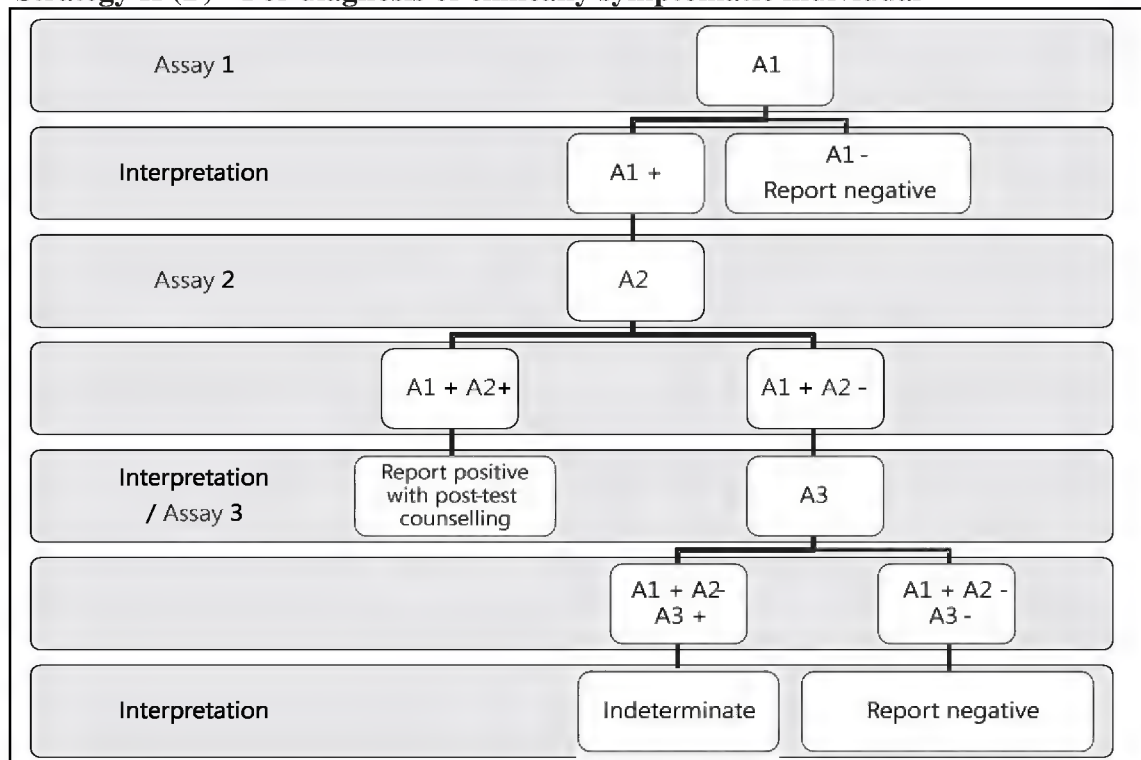 Assay 1
A1
Interpretation
A1 +
A1 -
Report negative
Assay 2
A2
A1 + A2+
A1 + A2 -
Interpretation
/ Assay 3
Report positive
with post-test
counselling
A3
A1 + A2-
A3 +
A1 + A2 -
A3 -
Interpretation
Indeterminate
Report negative